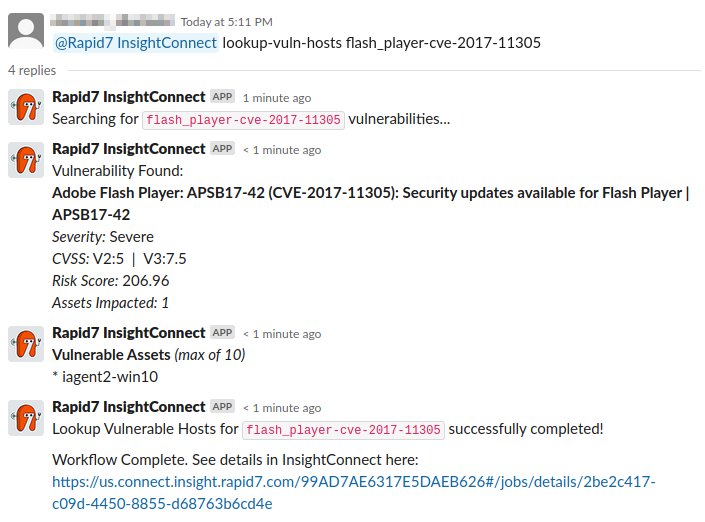 Today at 5:11 PM
@Rapid7 InsightConnect lookup-vuln-hosts flash_player-cve-2017-11305
4 replies
Rapid7 InsightConnect APP 1 minute ago
Searching for flash_player-cve-2017-11305 vulnerabilities...
Rapid7 InsightConnect APP < 1 minute ago
Vulnerability Found:
Adobe Flash Player: APSB17-42 (CVE-2017-11305): Security updates available for Flash Player |
APSB17-42
Severity: Severe
CVSS: V2:5 | V3:7.5
Risk Score: 206.96
Assets Impacted: 1
Rapid7 InsightConnect APP < 1 minute ago
Vulnerable Assets (max of 10)
* iagent2-win10
Rapid7 InsightConnect APP < 1 minute ago
Lookup Vulnerable Hosts for flash_player-cve-2017-11305 successfully completed!
Workflow Complete. See details in InsightConnect here:
https://us.connect.insight.rapid7.com/99AD7AE6317E5DAEB626#/jobs/details/2be2c417-
c09d-4450-8855-d68763b6cd4e